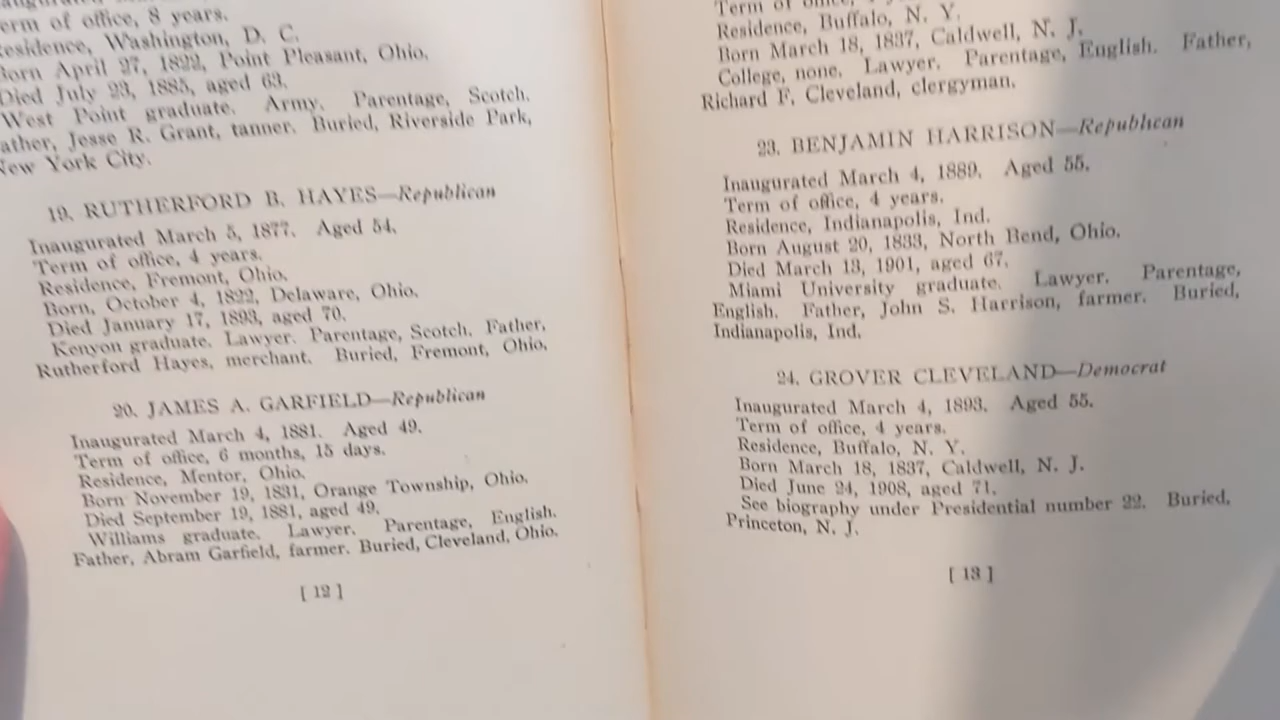 erm of office, 8 years.
esidence, Washington, D. C.
Born April 27, 1822, Point Pleasant, Ohio.
Died July 23, 1885, aged 63.
West Point graduate. Army. Parentage, Scotch.
ather, Jesse R. Grant, tanner. Buried, Riverside Park,
New York City.
19. RUTHERFORD B. HAYES—Republican
Inaugurated March 5, 1877. Aged 54.
Term of office, 4 years.
Residence, Fremont, Ohio.
Born, October 4, 1822, Delaware, Ohio.
Died January 17, 1893, aged 70.
Kenyon graduate. Lawyer. Parentage, Scotch. Father,
Rutherford Hayes, merchant. Buried, Fremont, Ohio.
20. JAMES A. GARFIELD—Republican
Inaugurated March 4, 1881. Aged 49.
Term of office, 6 months, 15 days.
Residence, Mentor, Ohio.
Born November 19, 1831, Orange Township, Ohio.
Died September 19, 1881, aged 49.
Williams graduate. Lawyer. Parentage, English.
Father, Abram Garfield, farmer. Buried, Cleveland, Ohio.
[ 12 ]
Term of office, years.
Residence, Buffalo, N. Y.
Born March 18, 1837, Caldwell, N. J.
College, none. Lawyer. Parentage, English. Father,
Richard F. Cleveland, clergyman.
23. BENJAMIN HARRISON—Republican
Inaugurated March 4, 1889. Aged 55.
Term of office, 4 years.
Residence, Indianapolis, Ind.
Born August 20, 1833, North Bend, Ohio.
Died March 13, 1901, aged 67.
Miami University graduate. Lawyer. Parentage,
English. Father, John S. Harrison, farmer. Buried,
Indianapolis, Ind.
24. GROVER CLEVELAND—Democrat
Inaugurated March 4, 1893. Aged 55.
Term of office, 4 years.
Residence, Buffalo, N. Y.
Born March 18, 1837, Caldwell, N. J.
Died June 24, 1908, aged 71.
See biography under Presidential number 22. Buried,
Princeton, N. J.
[ 13 ]